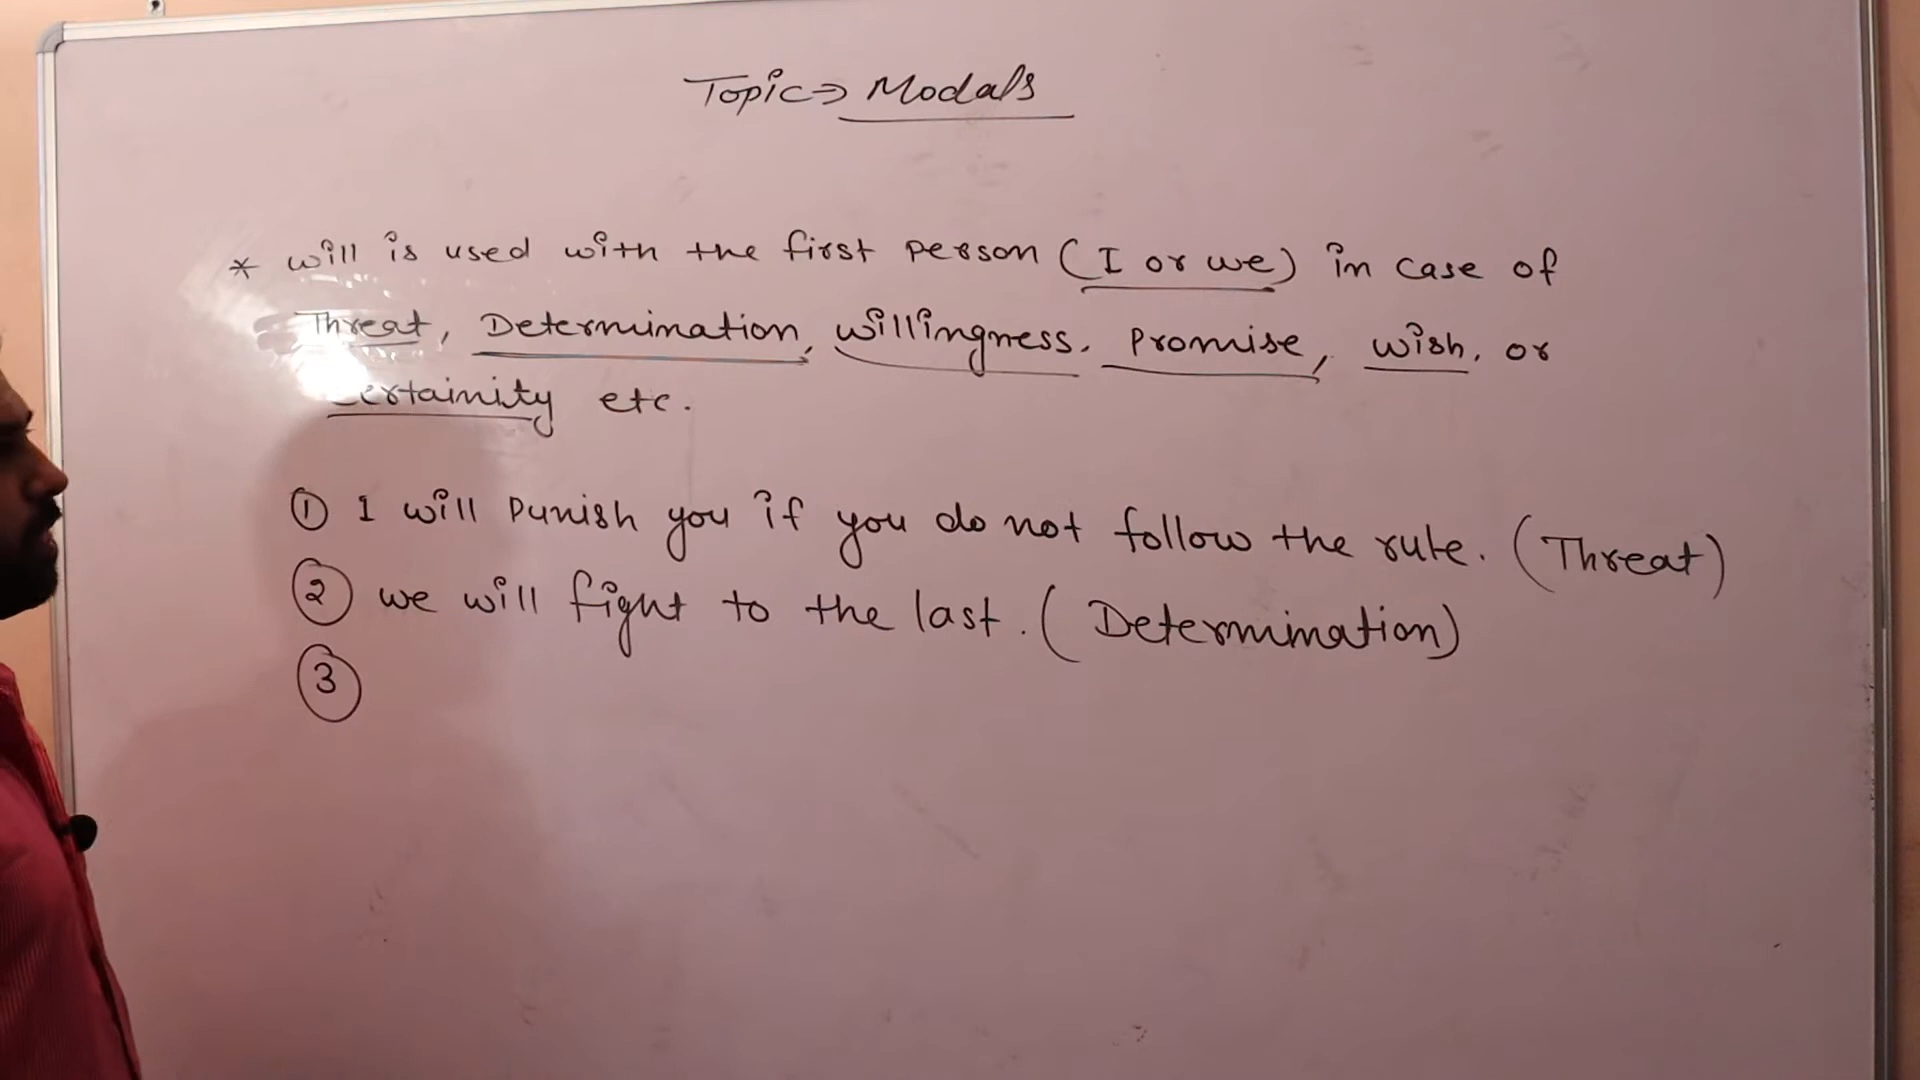 Topic⇒ Modals
* will is used with the first person (I or we) in case of
Threat, Determination, willingness, Promise, wish, or
certainity etc.
① I will Punish you if you do not follow the rule. (Threat)
② we will fight to the last. (Determination)
③